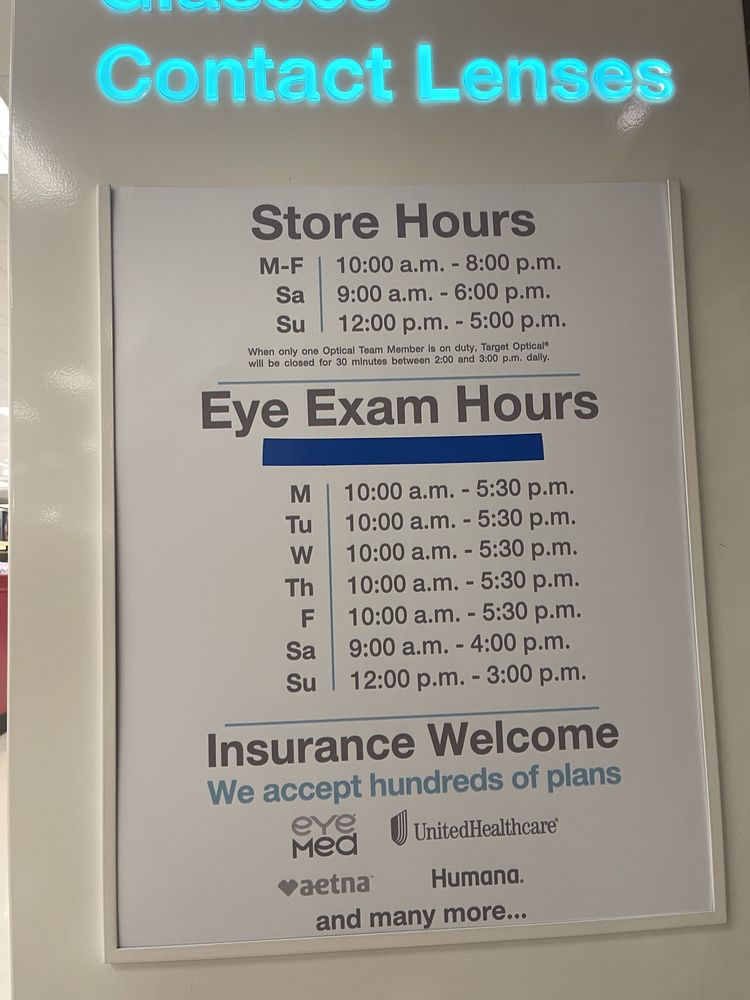 Glasses
Contact Lenses
Store Hours
M-F 10:00 a.m. - 8:00 p.m.
Sa 9:00 a.m. - 6:00 p.m.
Su 12:00 p.m. - 5:00 p.m.
When only one Optical Team Member is on duty, Target Optical®
will be closed for 30 minutes between 2:00 and 3:00 p.m. daily.
Eye Exam Hours
M 10:00 a.m. - 5:30 p.m.
Tu 10:00 a.m. - 5:30 p.m.
W 10:00 a.m. - 5:30 p.m.
Th 10:00 a.m. - 5:30 p.m.
F 10:00 a.m. - 5:30 p.m.
Sa 9:00 a.m. - 4:00 p.m.
Su 12:00 p.m. - 3:00 p.m.
Insurance Welcome
We accept hundreds of plans
eye Med UnitedHealthcare®
aetna™ Humana.
and many more...